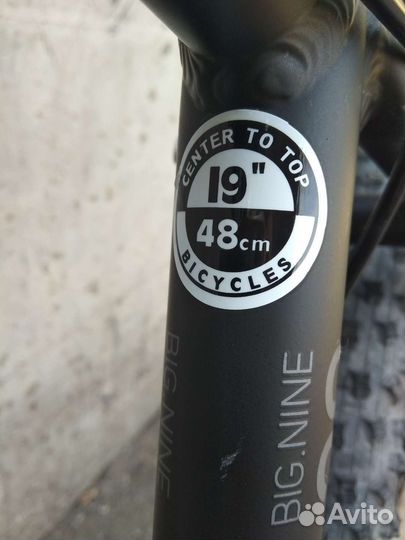 CENTER TO TOP
19"
48cm
BICYCLES
BIG.NINE
BIG.NINE
Avito